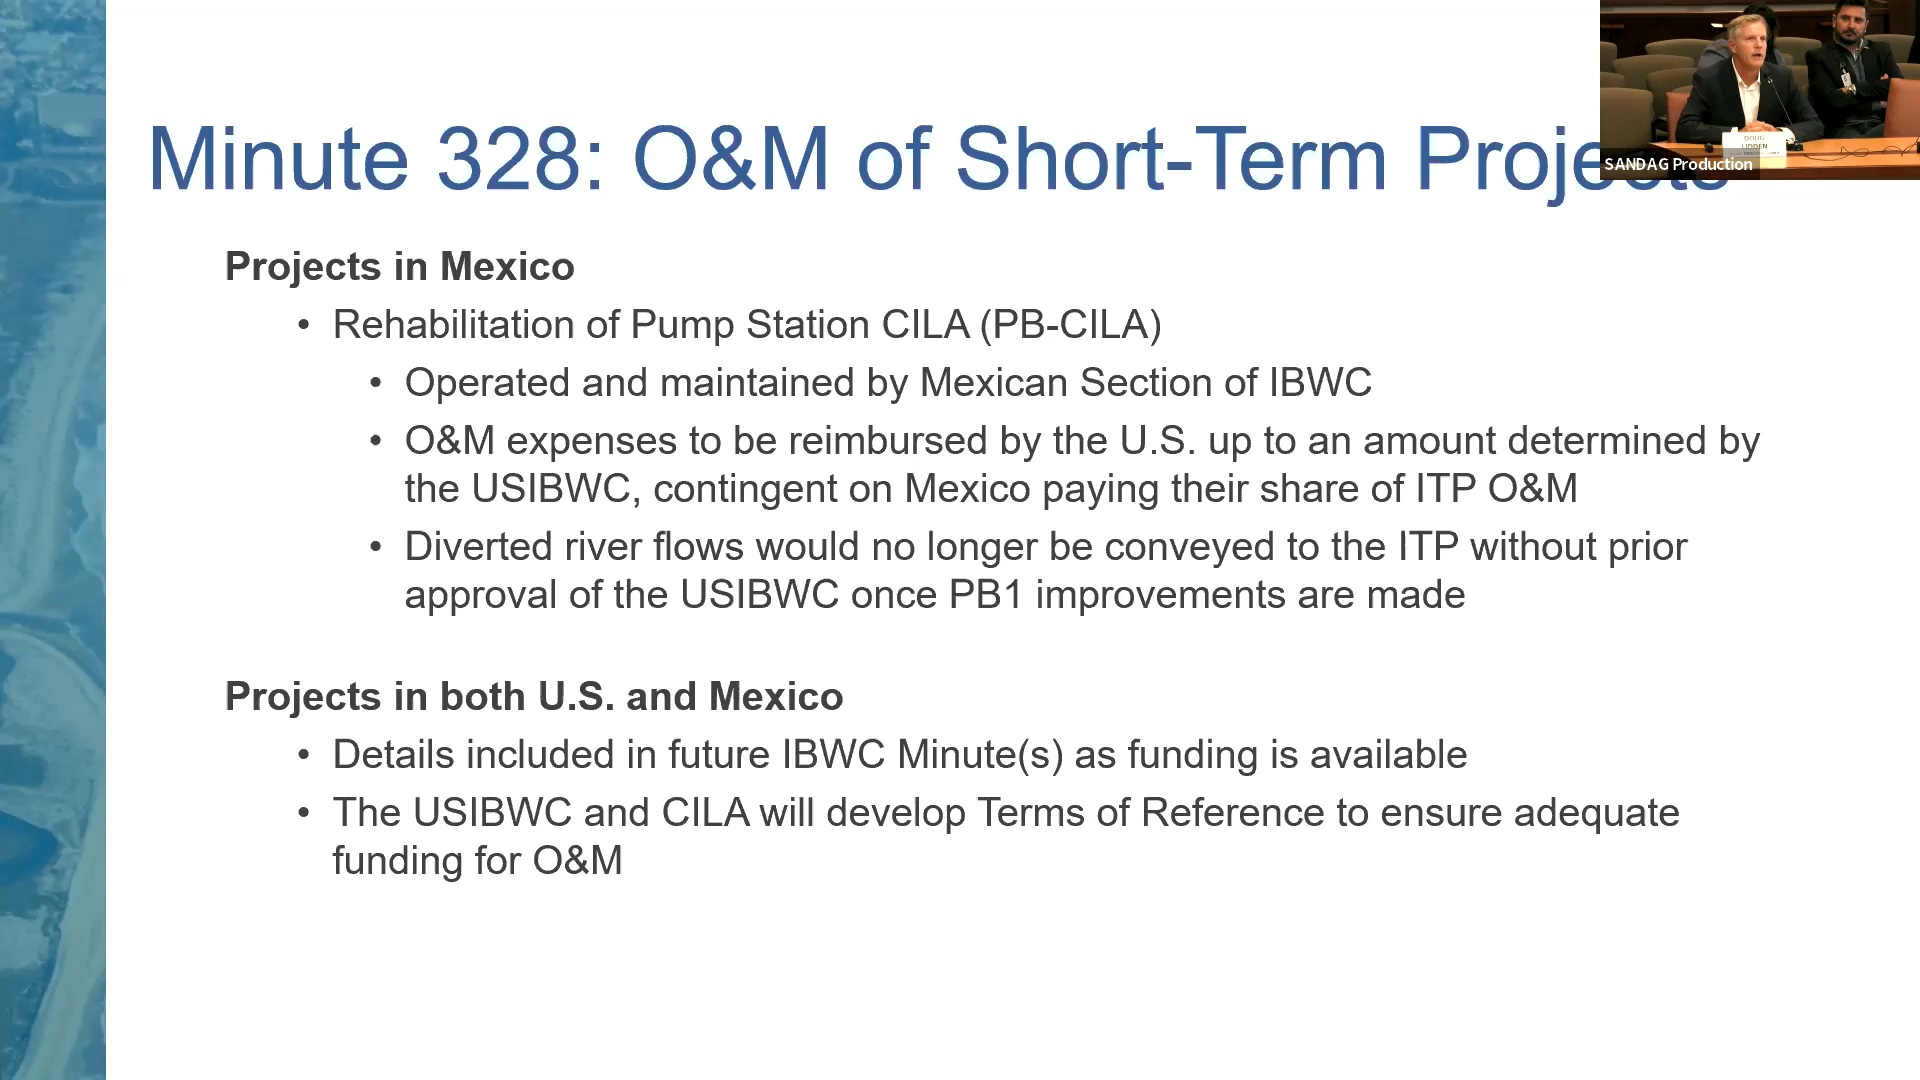 Minute 328: O&M of Short-Term Projects
DOUG
LIDDEN
SANDAG Production
Projects in Mexico
• Rehabilitation of Pump Station CILA (PB-CILA)
• Operated and maintained by Mexican Section of IBWC
• O&M expenses to be reimbursed by the U.S. up to an amount determined by
the USIBWC, contingent on Mexico paying their share of ITP O&M
• Diverted river flows would no longer be conveyed to the ITP without prior
approval of the USIBWC once PB1 improvements are made
Projects in both U.S. and Mexico
• Details included in future IBWC Minute(s) as funding is available
• The USIBWC and CILA will develop Terms of Reference to ensure adequate
funding for O&M